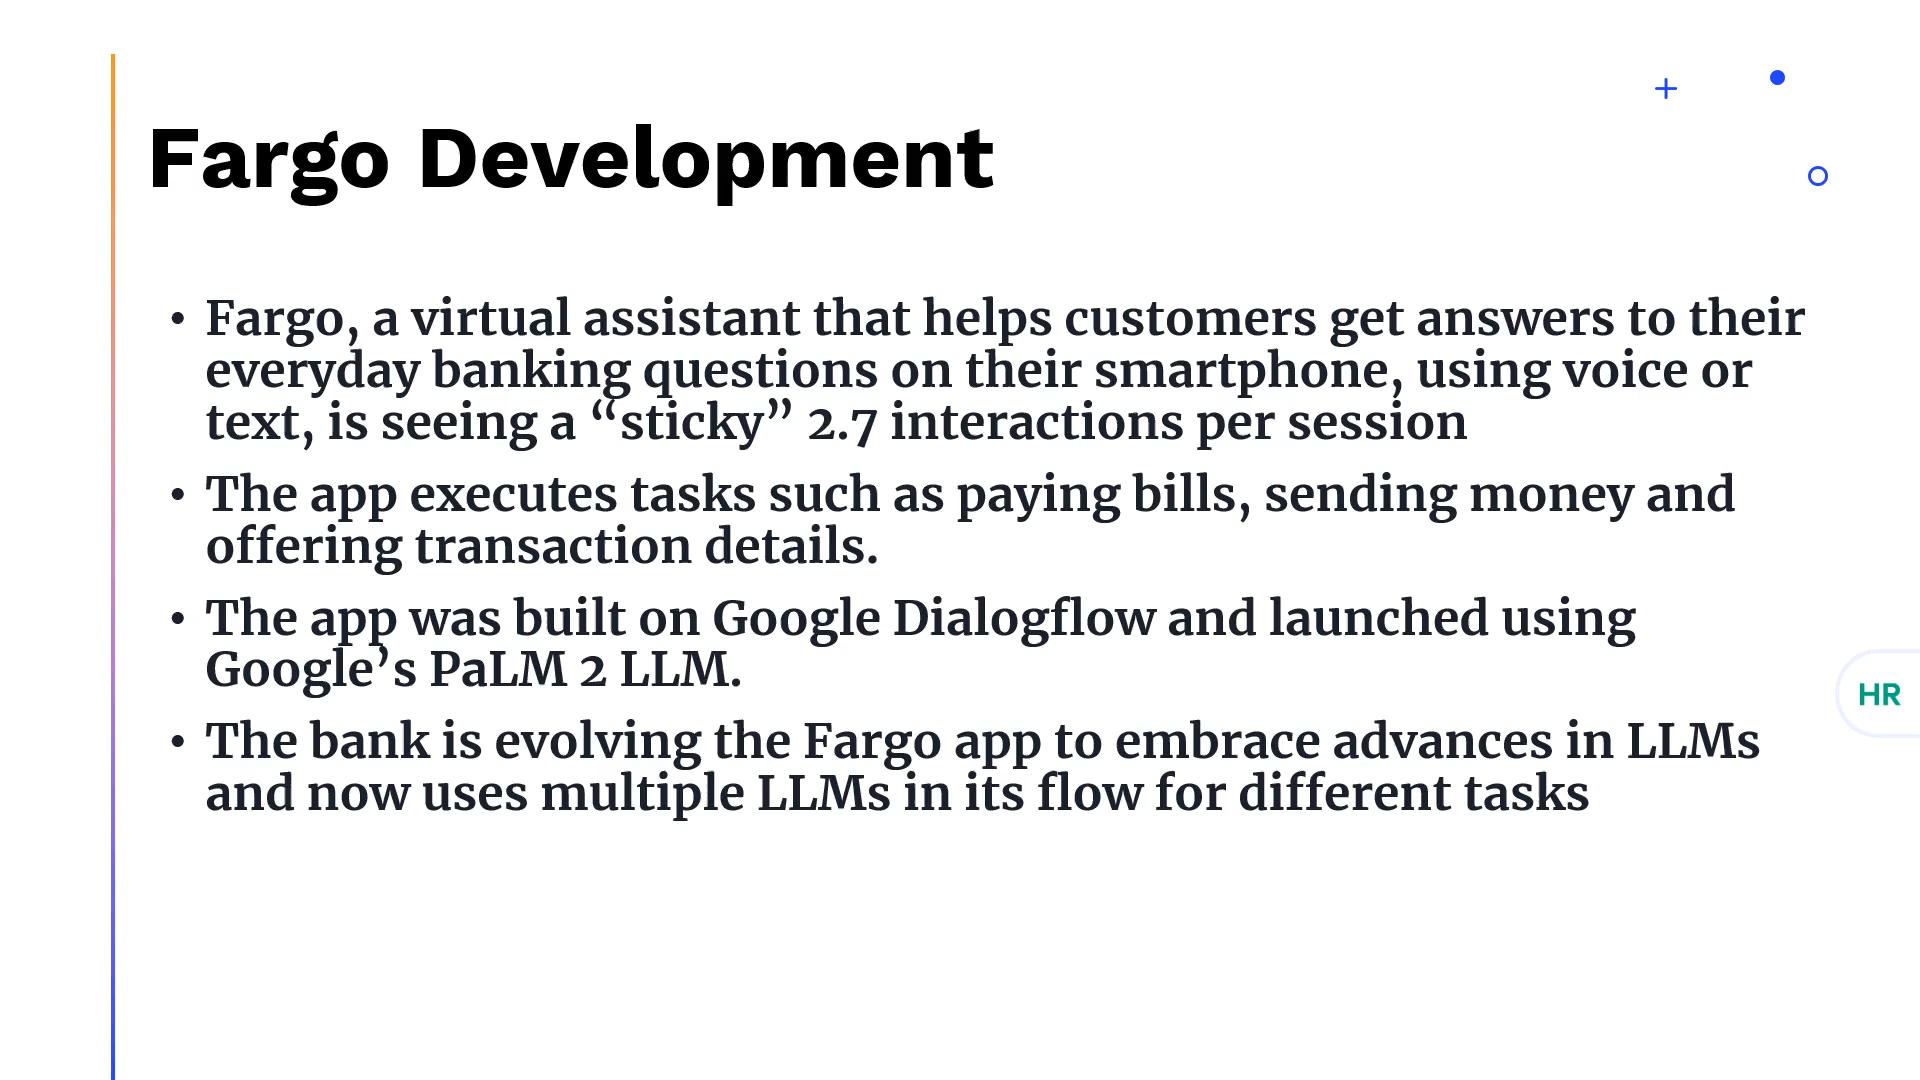 Fargo Development
• Fargo, a virtual assistant that helps customers get answers to their
everyday banking questions on their smartphone, using voice or
text, is seeing a “sticky” 2.7 interactions per session
• The app executes tasks such as paying bills, sending money and
offering transaction details.
• The app was built on Google Dialogflow and launched using
Google’s PaLM 2 LLM.
• The bank is evolving the Fargo app to embrace advances in LLMs
and now uses multiple LLMs in its flow for different tasks
HR